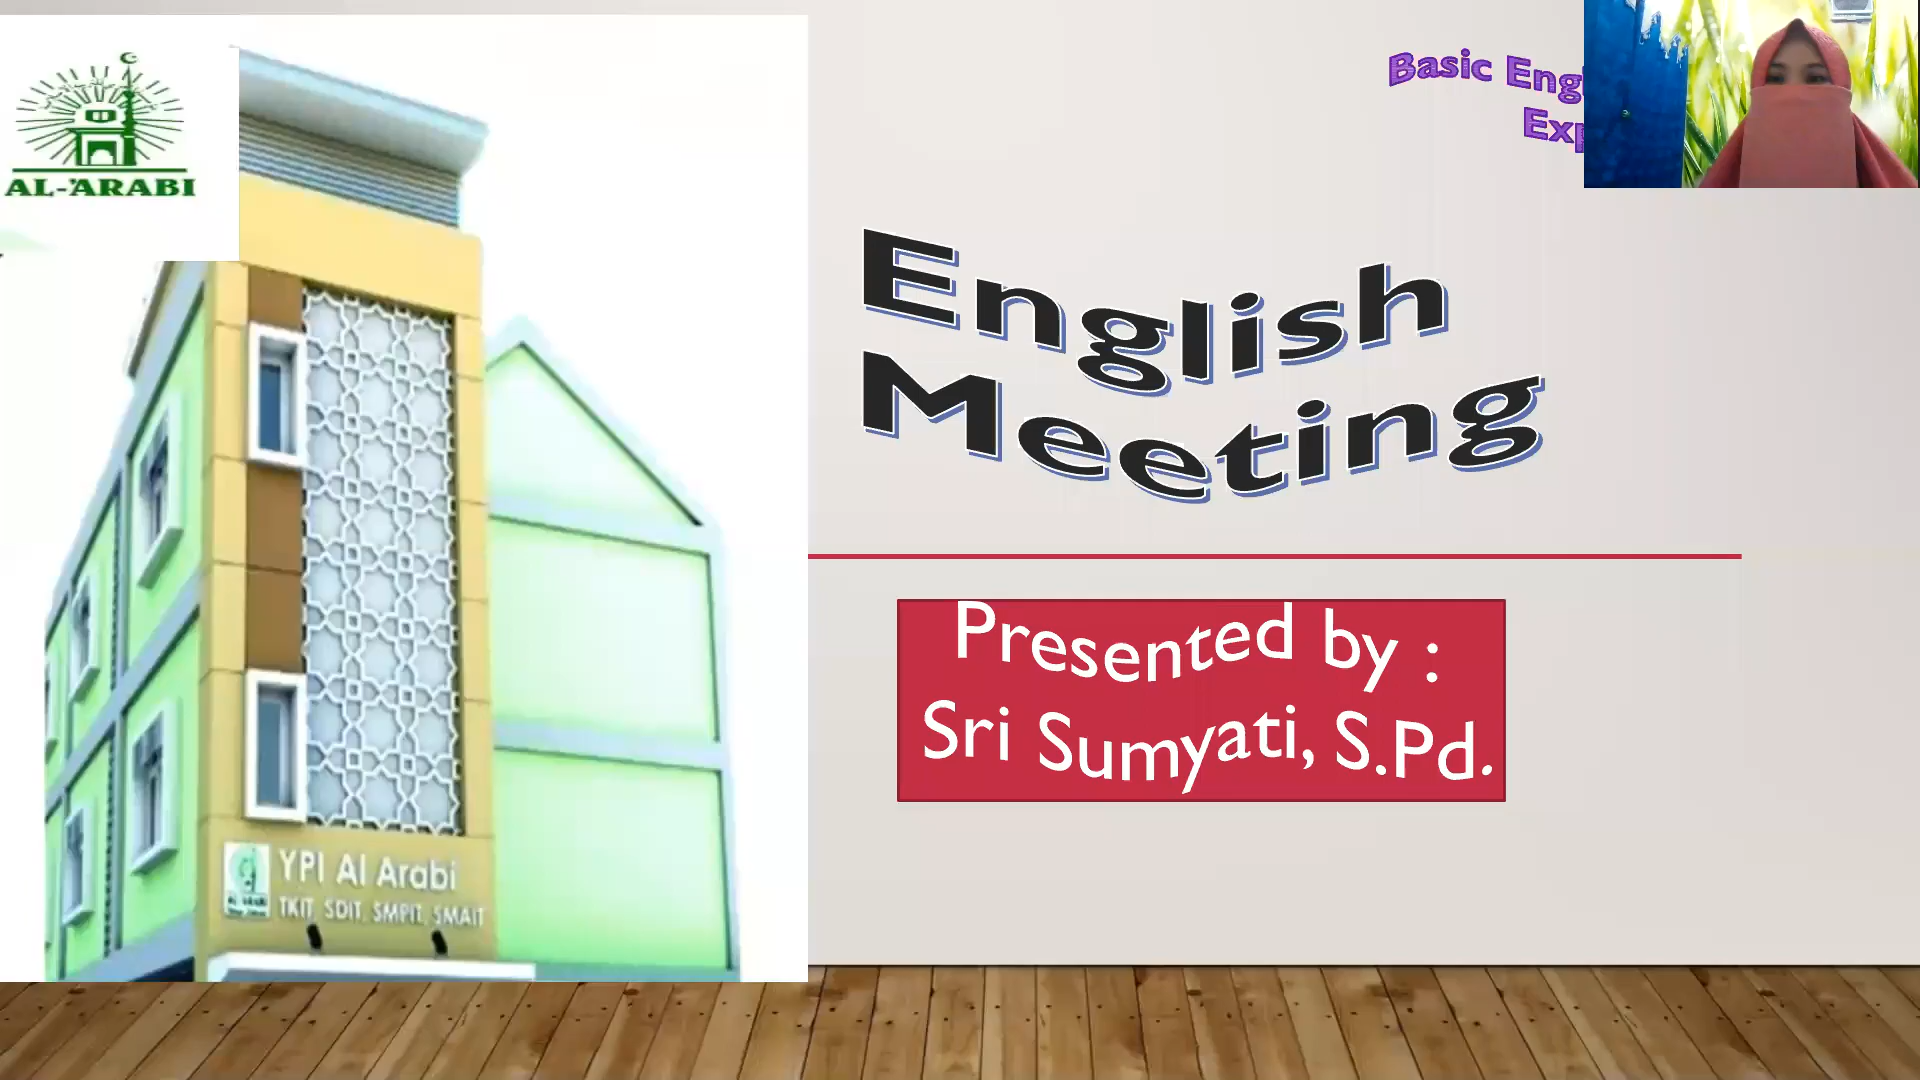 AL-'ARABI
Basic Eng
Exp
English
Meeting
Presented by :
Sri Sumyati, S.Pd.
YPI Al Arabi
TKIT, SDIT, SMPIT, SMAIT